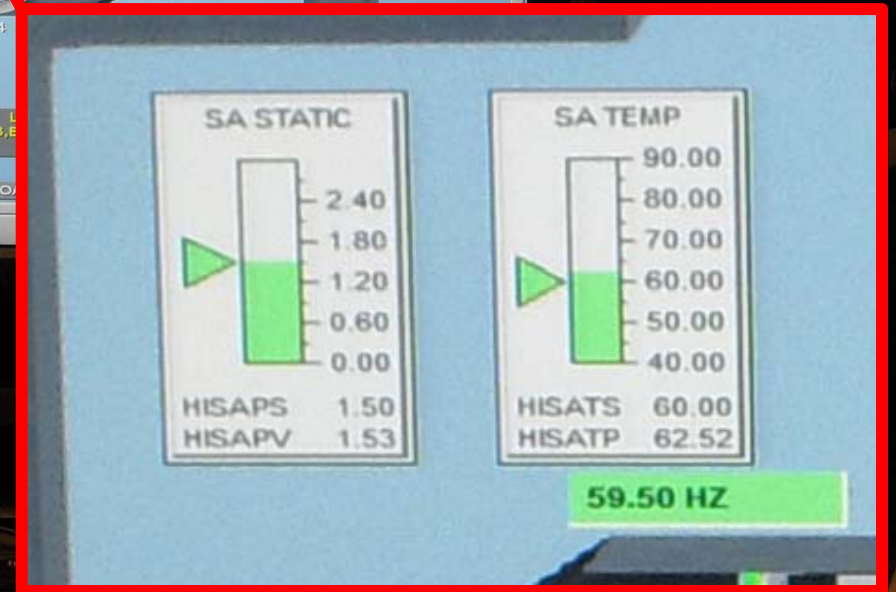 SA STATIC
2.40
1.80
1.20
0.60
0.00
HISAPS 1.50
HISAPV 1.53
SA TEMP
90.00
80.00
70.00
60.00
50.00
40.00
HISATS 60.00
HISATP 62.52
59.50 HZ